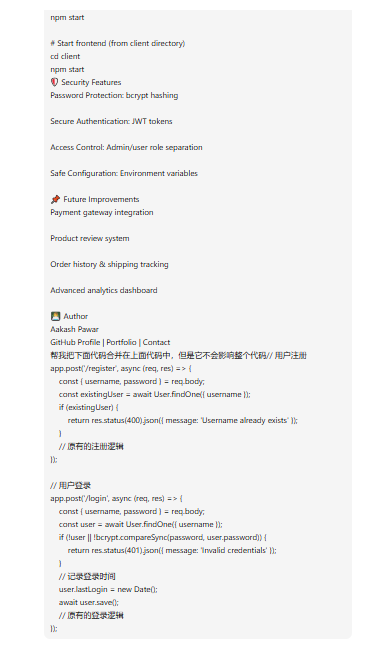 npm start
# Start frontend (from client directory)
cd client
npm start
🛡️ Security Features
Password Protection: bcrypt hashing
Secure Authentication: JWT tokens
Access Control: Admin/user role separation
Safe Configuration: Environment variables
📌 Future Improvements
Payment gateway integration
Product review system
Order history & shipping tracking
Advanced analytics dashboard
👨‍💻 Author
Aakash Pawar
GitHub Profile | Portfolio | Contact
帮我把下面代码合并在上面代码中，但是它不会影响整个代码// 用户注册
app.post('/register', async (req, res) => {
    const { username, password } = req.body;
    const existingUser = await User.findOne({ username });
    if (existingUser) {
        return res.status(400).json({ message: 'Username already exists' });
    }
    // 原有的注册逻辑
});
// 用户登录
app.post('/login', async (req, res) => {
    const { username, password } = req.body;
    const user = await User.findOne({ username });
    if (!user || !bcrypt.compareSync(password, user.password)) {
        return res.status(401).json({ message: 'Invalid credentials' });
    }
    // 记录登录时间
    user.lastLogin = new Date();
    await user.save();
    // 原有的登录逻辑
});